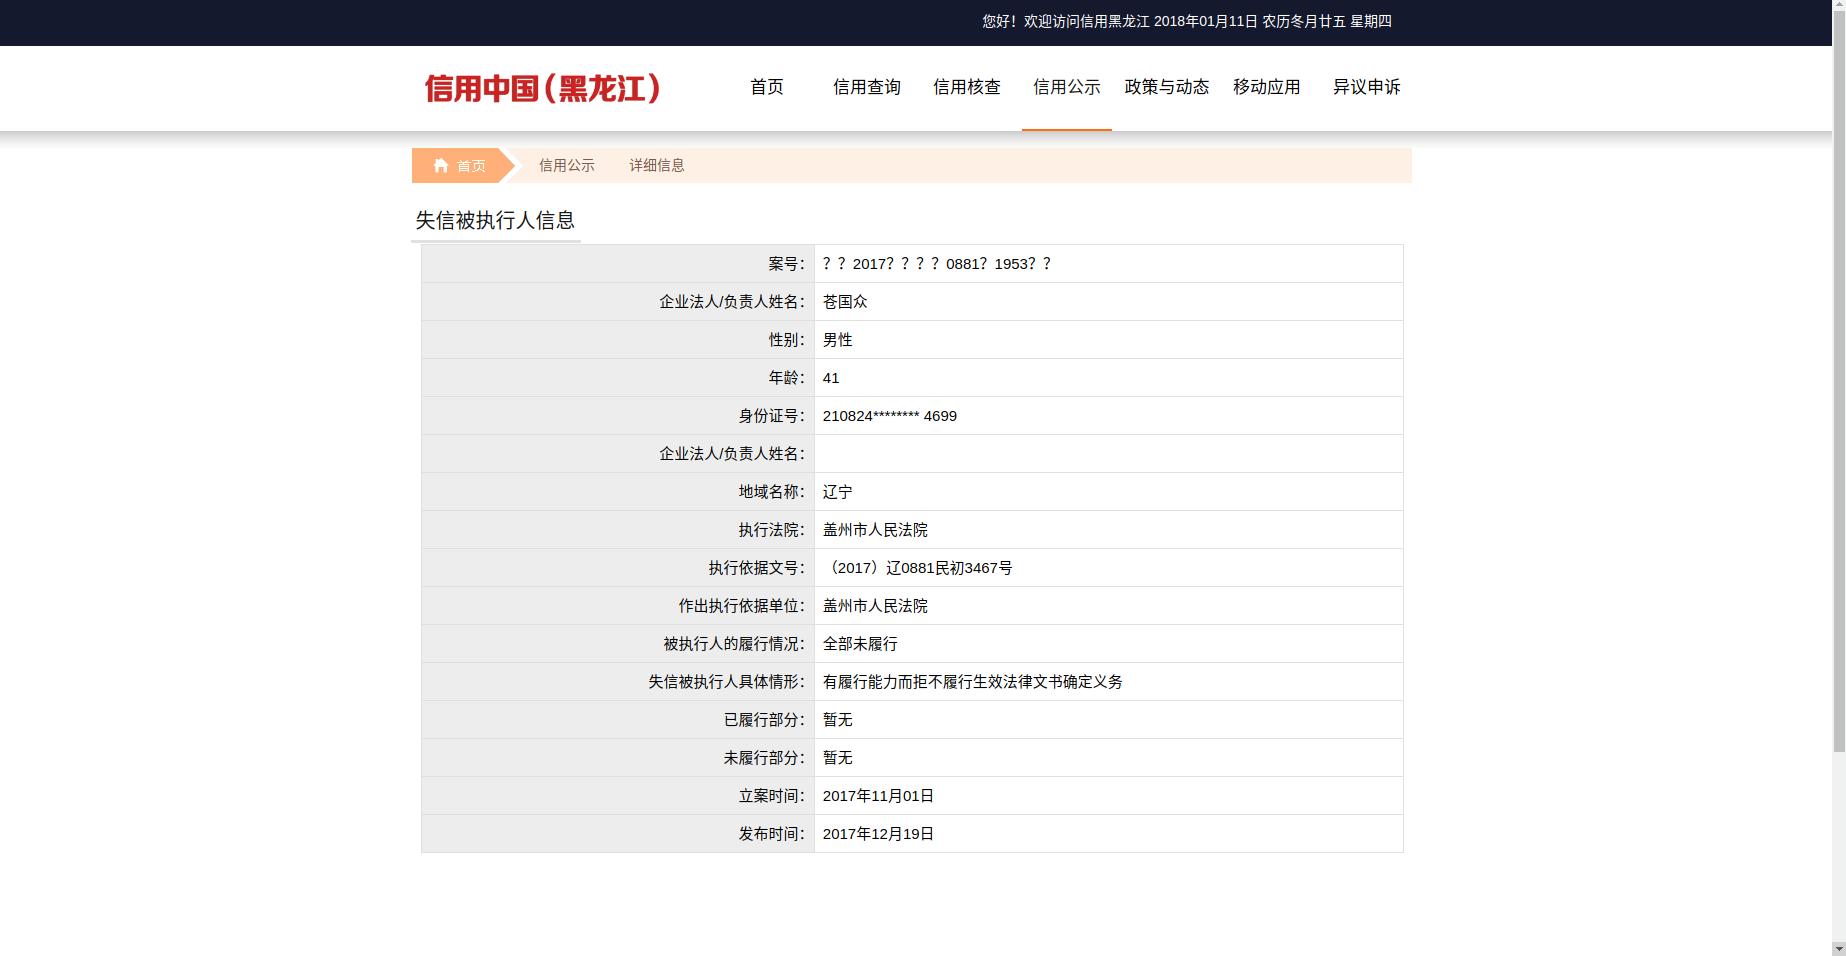 您好！欢迎访问信用黑龙江 2018年01月11日 农历冬月廿五 星期四
信用中国(黑龙江) 首页 信用查询 信用核查 信用公示 政策与动态 移动应用 异议申诉
首页 信用公示 详细信息
失信被执行人信息
案号： ？？2017？？？？0881？1953？？
企业法人/负责人姓名： 苍国众
性别： 男性
年龄： 41
身份证号： 210824******** 4699
企业法人/负责人姓名：
地域名称： 辽宁
执行法院： 盖州市人民法院
执行依据文号： （2017）辽0881民初3467号
作出执行依据单位： 盖州市人民法院
被执行人的履行情况： 全部未履行
失信被执行人具体情形： 有履行能力而拒不履行生效法律文书确定义务
已履行部分： 暂无
未履行部分： 暂无
立案时间： 2017年11月01日
发布时间： 2017年12月19日